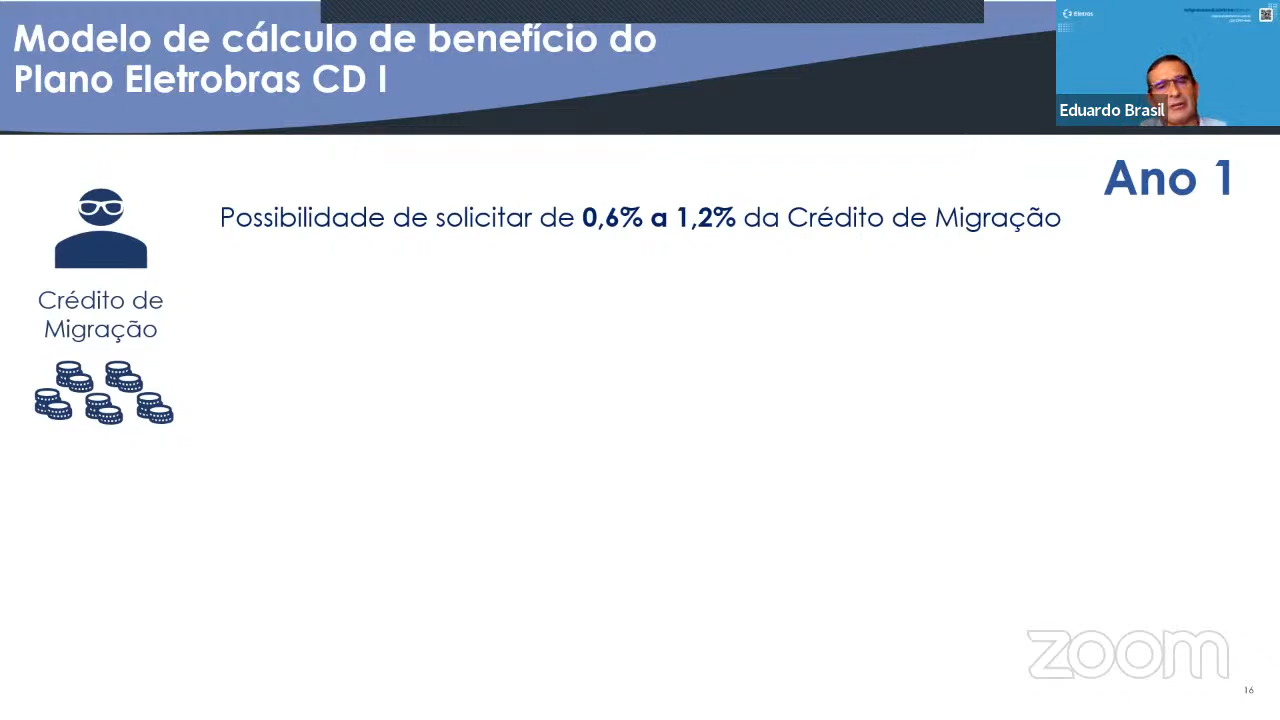 Modelo de cálculo de benefício do
Plano Eletrobras CD I
Eletros
Eduardo Brasil
Ano 1
Possibilidade de solicitar de 0,6% a 1,2% da Crédito de Migração
Crédito de
Migração
zoom
16